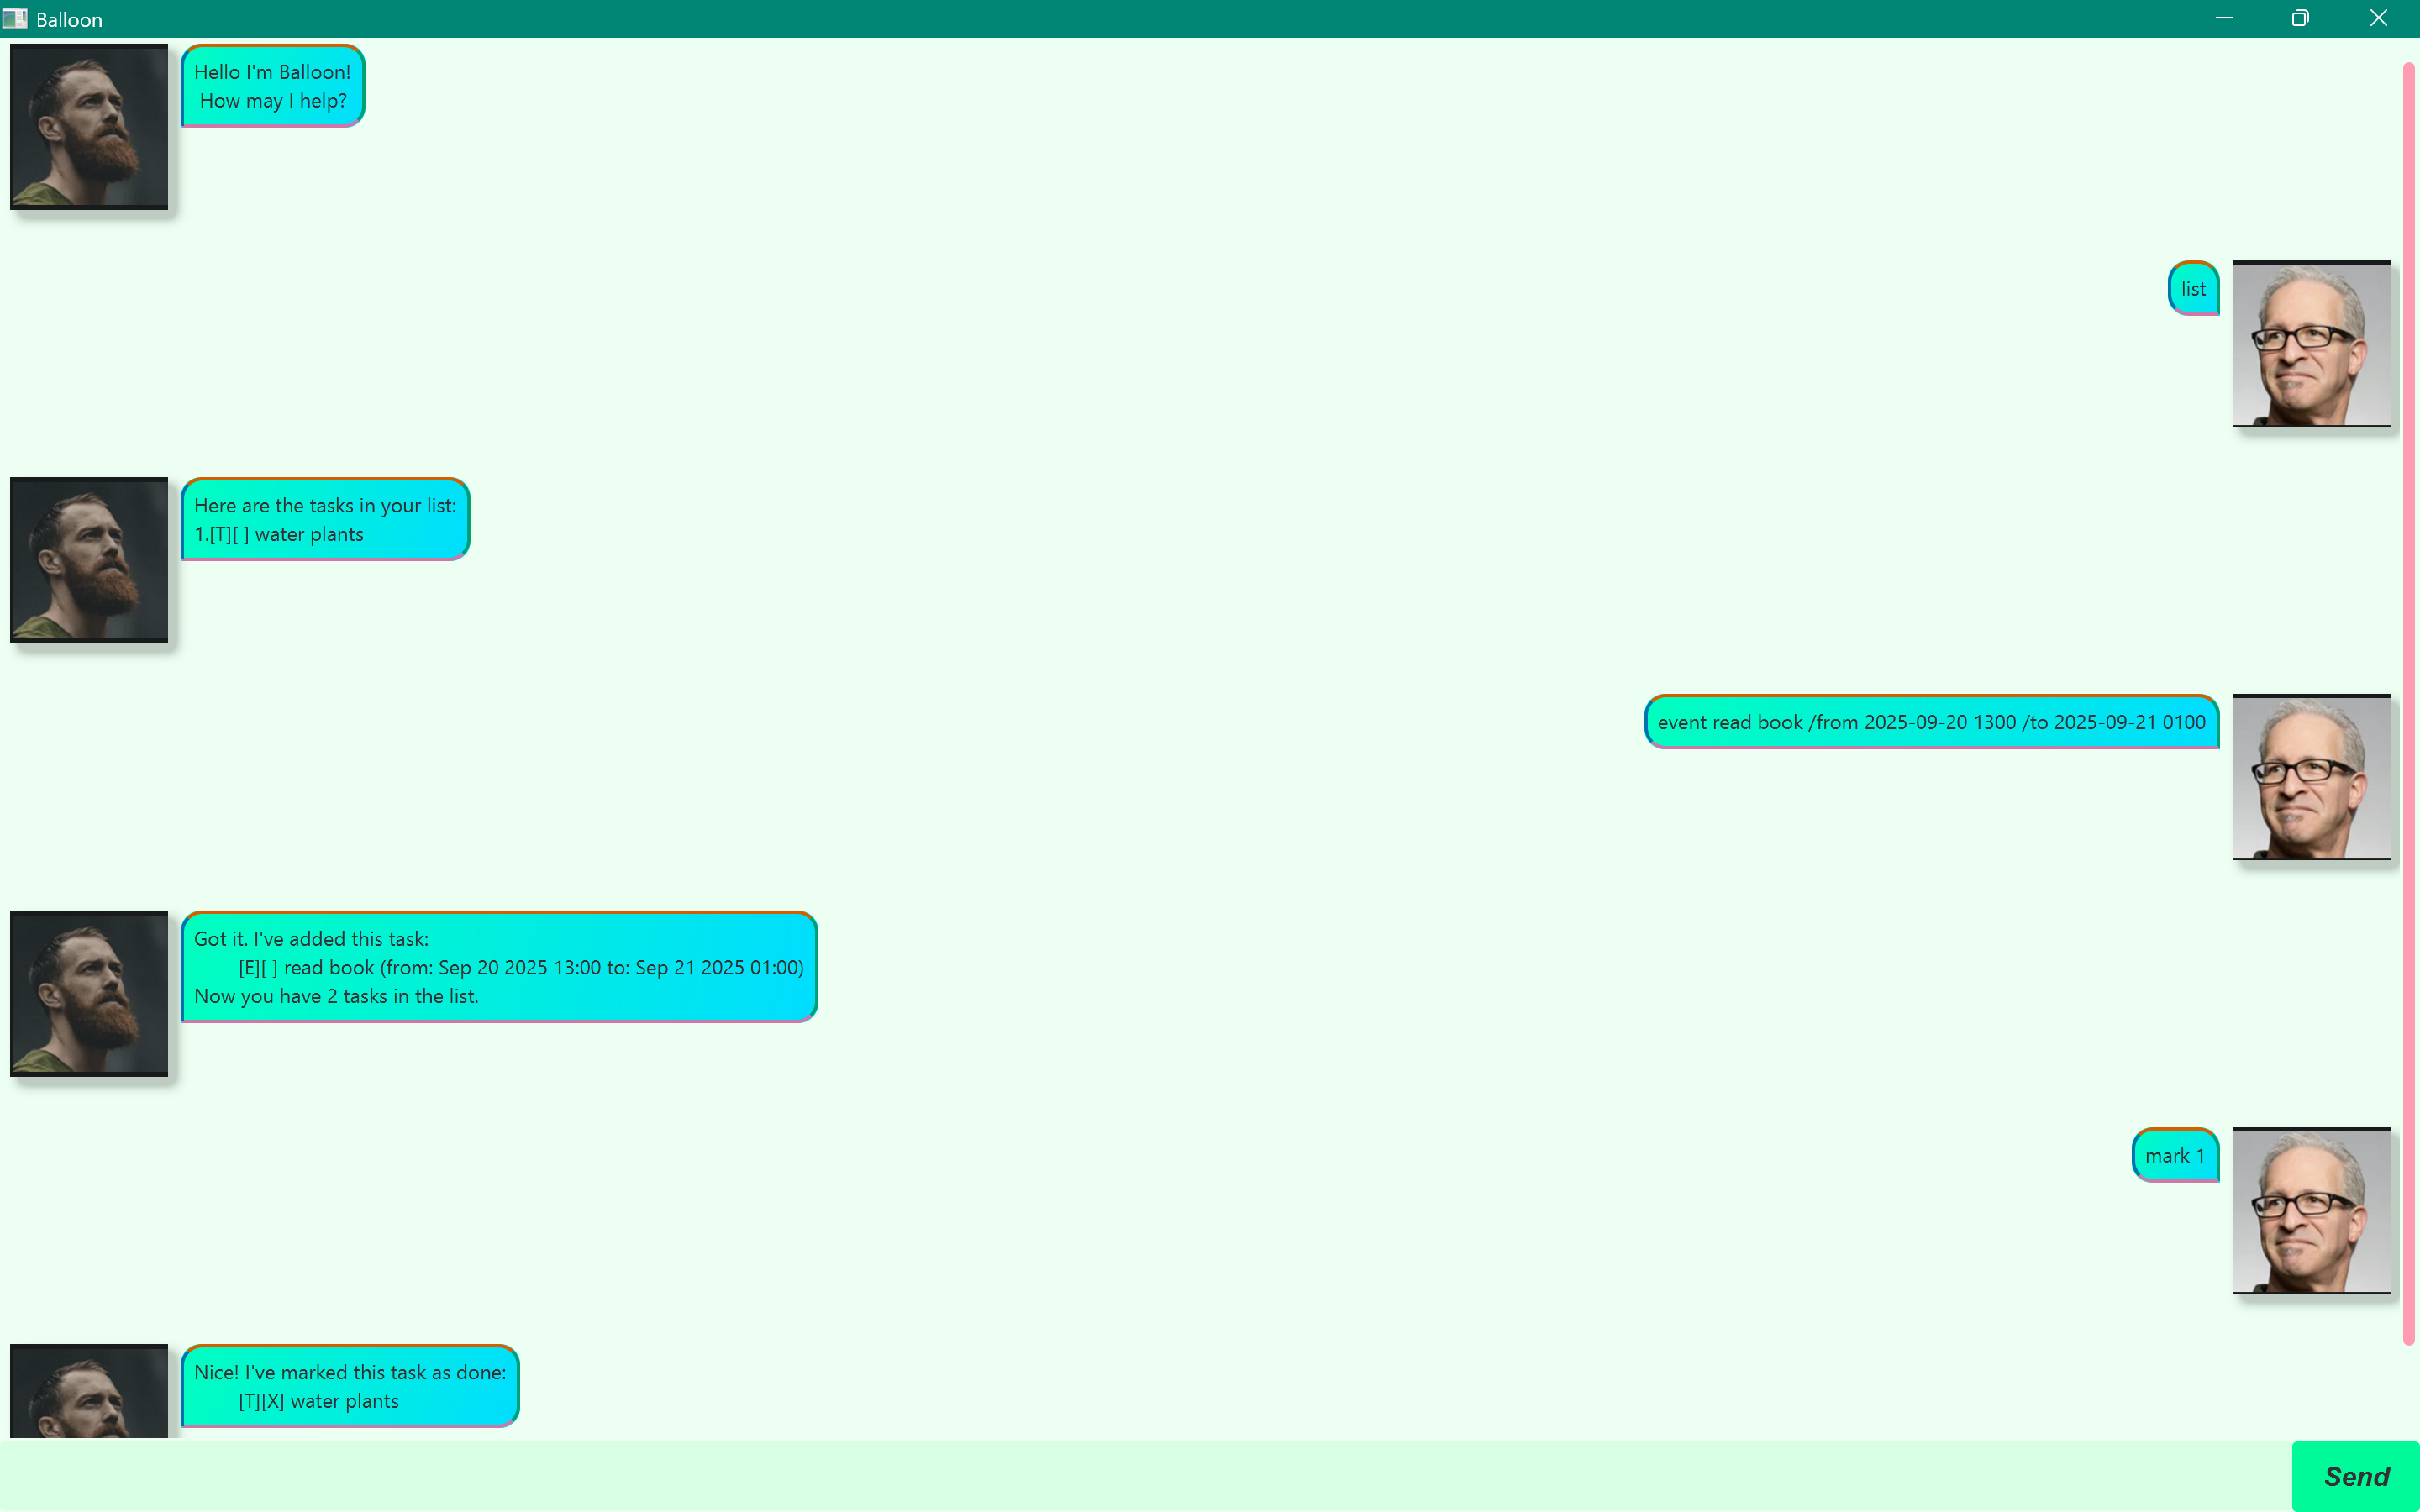 Balloon
Hello I'm Balloon!
How may I help?
list
Here are the tasks in your list:
1.[T][ ] water plants
event read book /from 2025-09-20 1300 /to 2025-09-21 0100
Got it. I've added this task:
[E][ ] read book (from: Sep 20 2025 13:00 to: Sep 21 2025 01:00)
Now you have 2 tasks in the list.
mark 1
Nice! I've marked this task as done:
[T][X] water plants
Send